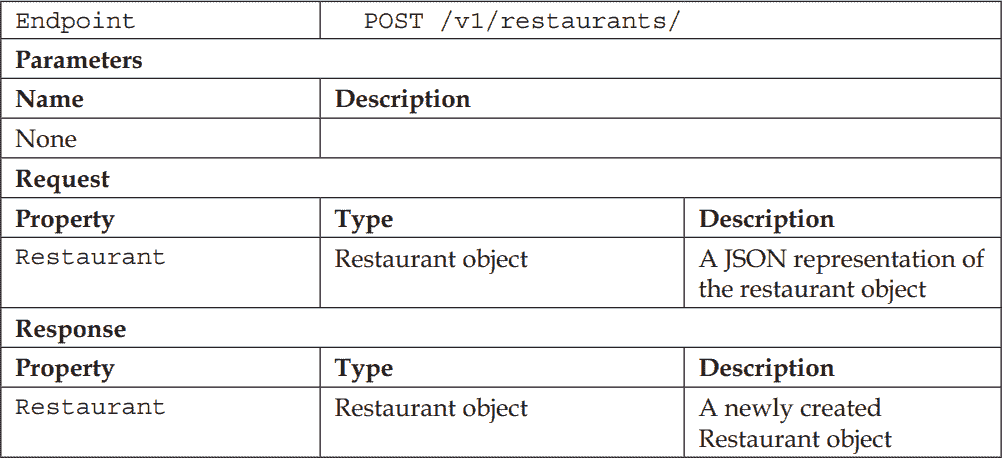 Endpoint POST /v1/restaurants/
Parameters
Name Description
None
Request
Property Type Description
Restaurant Restaurant object A JSON representation of
the restaurant object
Response
Property Type Description
Restaurant Restaurant object A newly created
Restaurant object